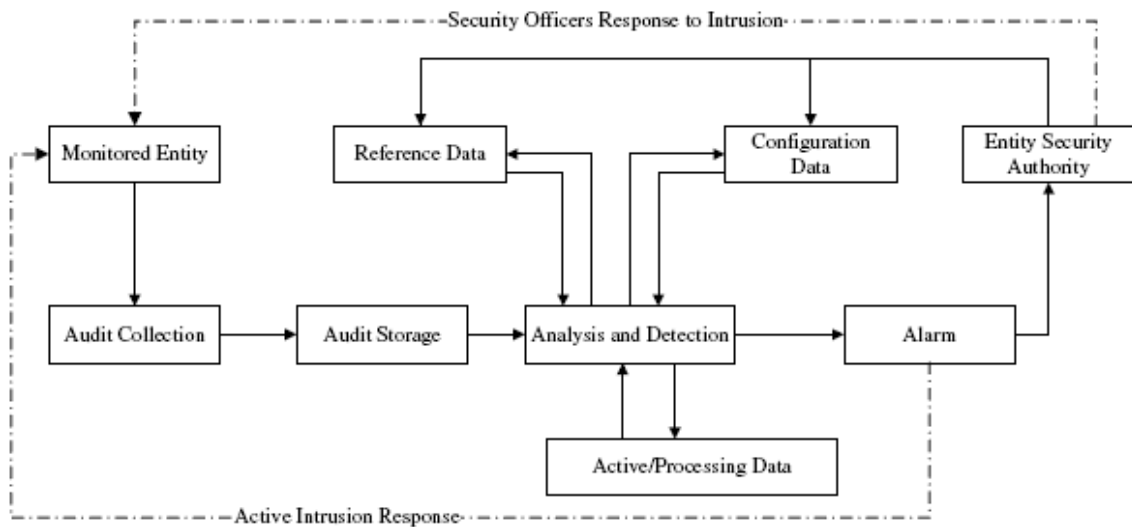 Security Officers Response to Intrusion
Monitored Entity
Reference Data
Configuration
Data
Entity Security
Authority
Audit Collection
Audit Storage
Analysis and Detection
Alarm
Active/Processing Data
Active Intrusion Response